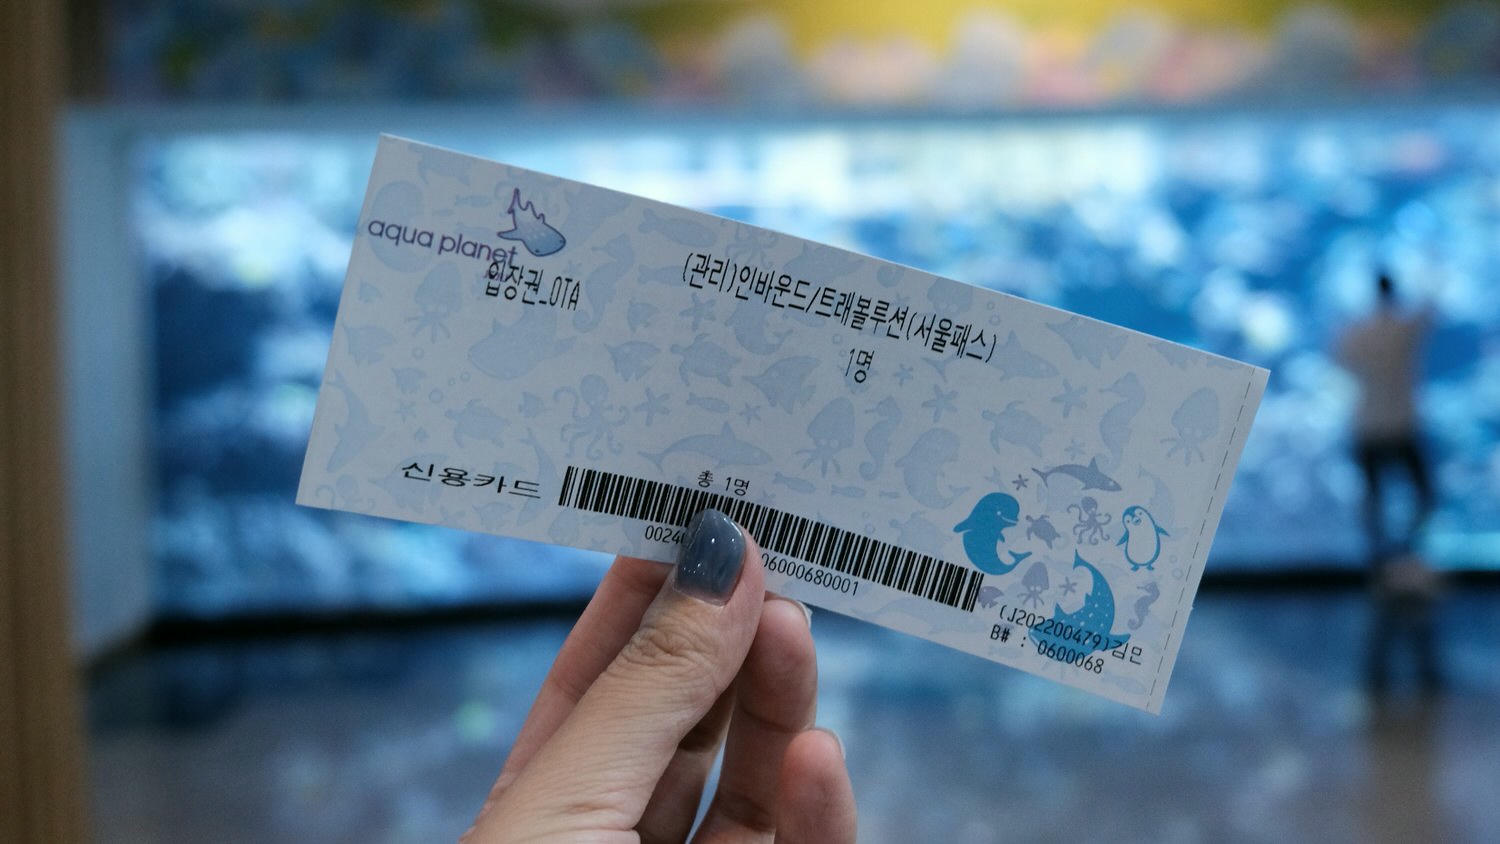 aqua planet
입장권_OTA
(관리)인바운드/트래볼루션(서울패스)
1명
신용카드
총 1명
0024
06000680001
(J202200479)김민
B# : 0600068